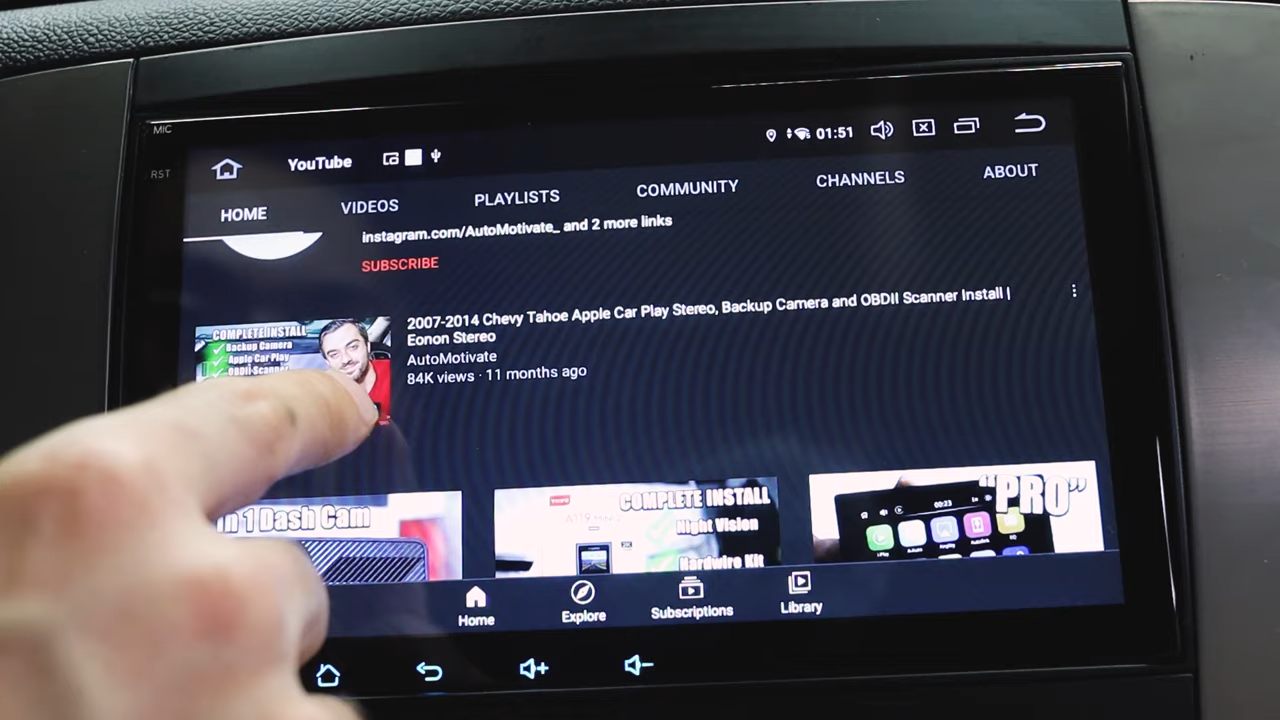 MIC
RST
YouTube
01:51
HOME
VIDEOS
PLAYLISTS
COMMUNITY
CHANNELS
ABOUT
instagram.com/AutoMotivate_ and 2 more links
SUBSCRIBE
2007-2014 Chevy Tahoe Apple Car Play Stereo, Backup Camera and OBDII Scanner Install |
Eonon Stereo
AutoMotivate
84K views · 11 months ago
COMPLETE INSTALL
Backup Camera
Apple Car Play
OBDII Scanner
in 1 Dash Cam
COMPLETE INSTALL
Night Vision
Hardwire Kit
"PRO"
00:23
Home
Explore
Subscriptions
Library